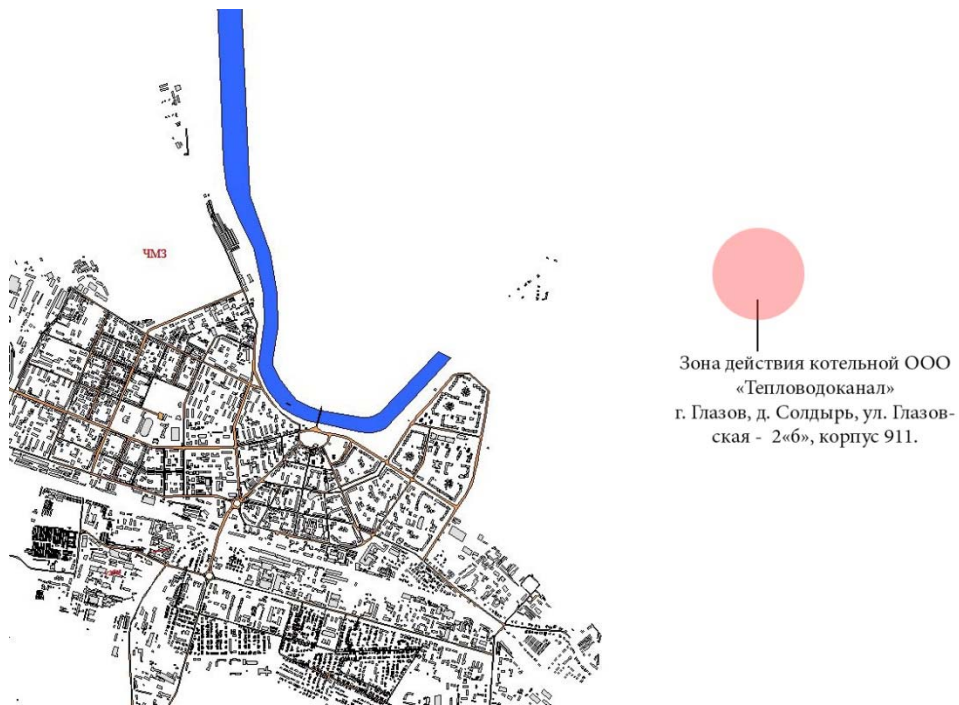 ЧМЗ
Зона действия котельной ООО
«Тепловодоканал»
г. Глазов, д. Солдырь, ул. Глазов-
ская - 2«б», корпус 911.